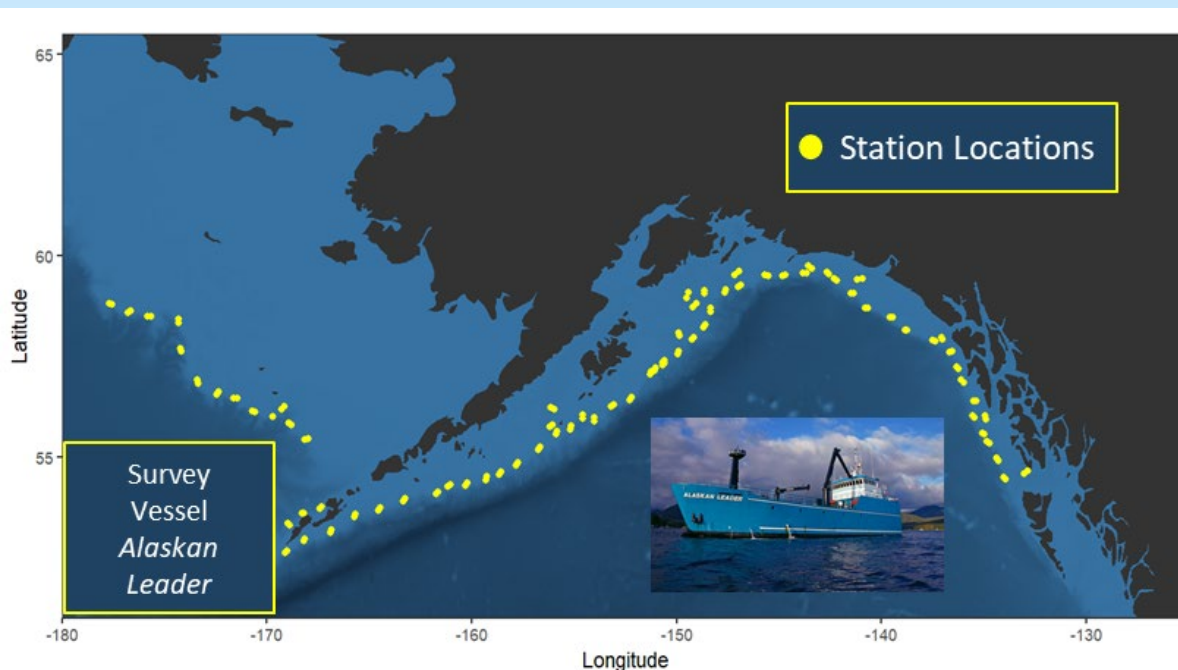 65
60
55
Latitude
Station Locations
Survey
Vessel
Alaskan
Leader
ALASKAN LEADER
-180
-170
-160
-150
-140
-130
Longitude